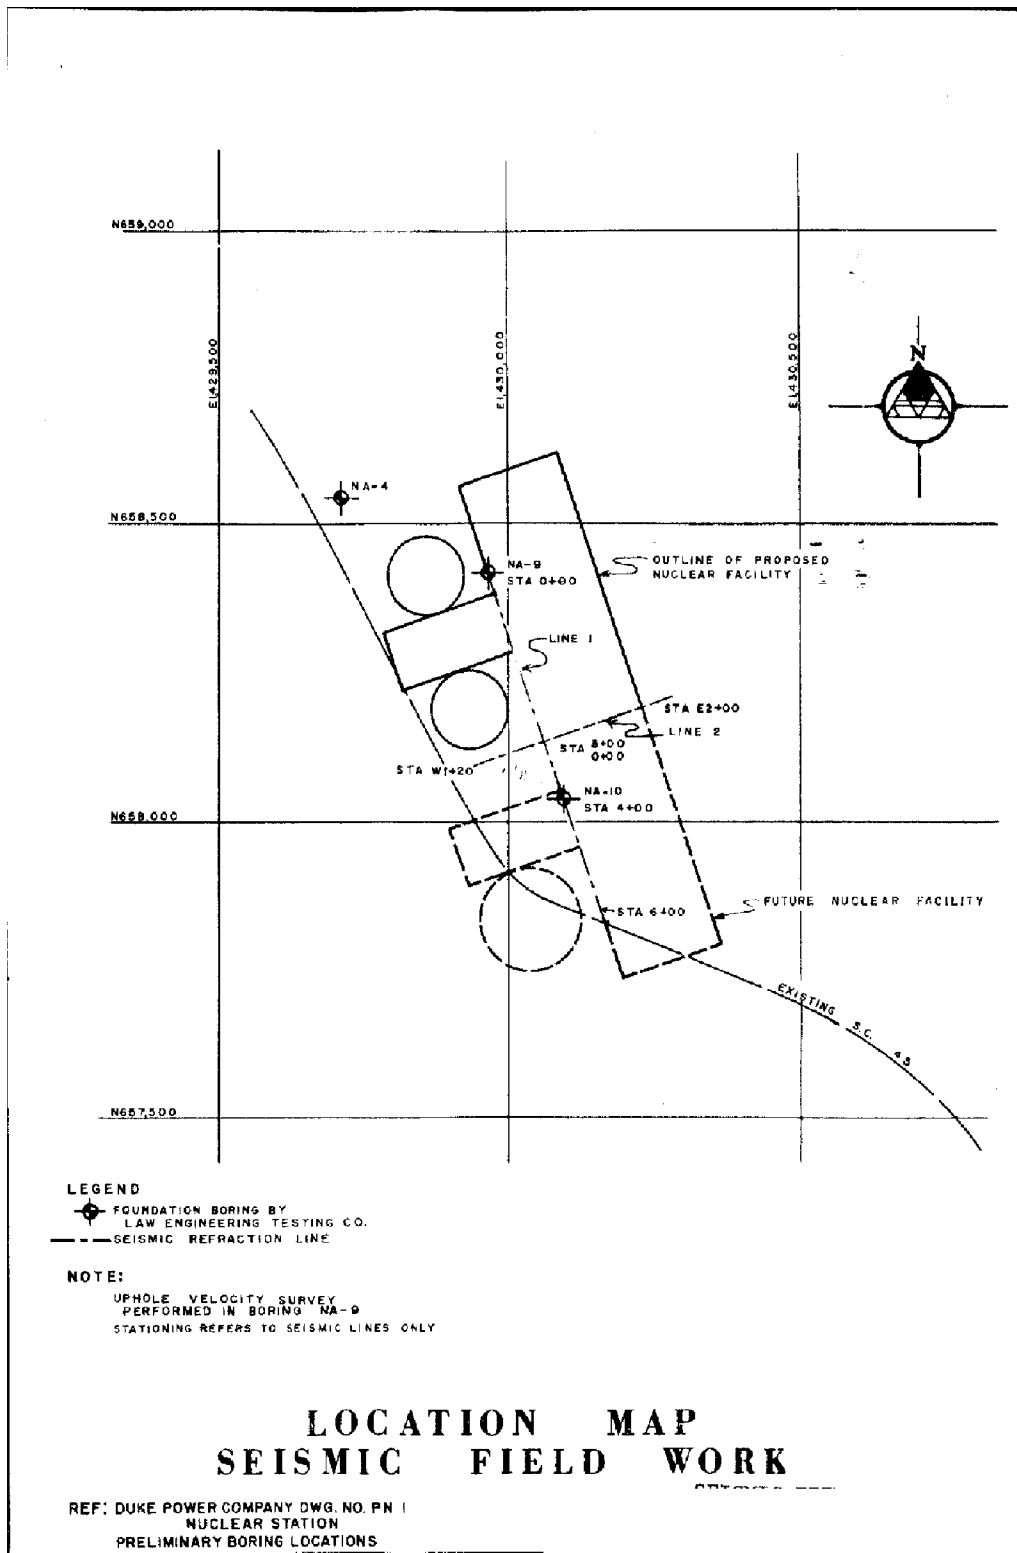 N659,000
E1,429,500
E1,430,000
E1,430,500
N
NA-4
N658,500
NA-9
STA 0+00
OUTLINE OF PROPOSED
NUCLEAR FACILITY
LINE 1
STA E2+00
LINE 2
STA 3+00
0+00
STA W1+20
NA-10
STA 4+00
N658,000
STA 6+00
FUTURE NUCLEAR FACILITY
EXISTING S.C. 45
N657,500
LEGEND
FOUNDATION BORING BY
LAW ENGINEERING TESTING CO.
SEISMIC REFRACTION LINE
NOTE:
UPHOLE VELOCITY SURVEY
PERFORMED IN BORING NA-9
STATIONING REFERS TO SEISMIC LINES ONLY
LOCATION MAP
SEISMIC FIELD WORK
REF: DUKE POWER COMPANY DWG. NO. PN 1
NUCLEAR STATION
PRELIMINARY BORING LOCATIONS